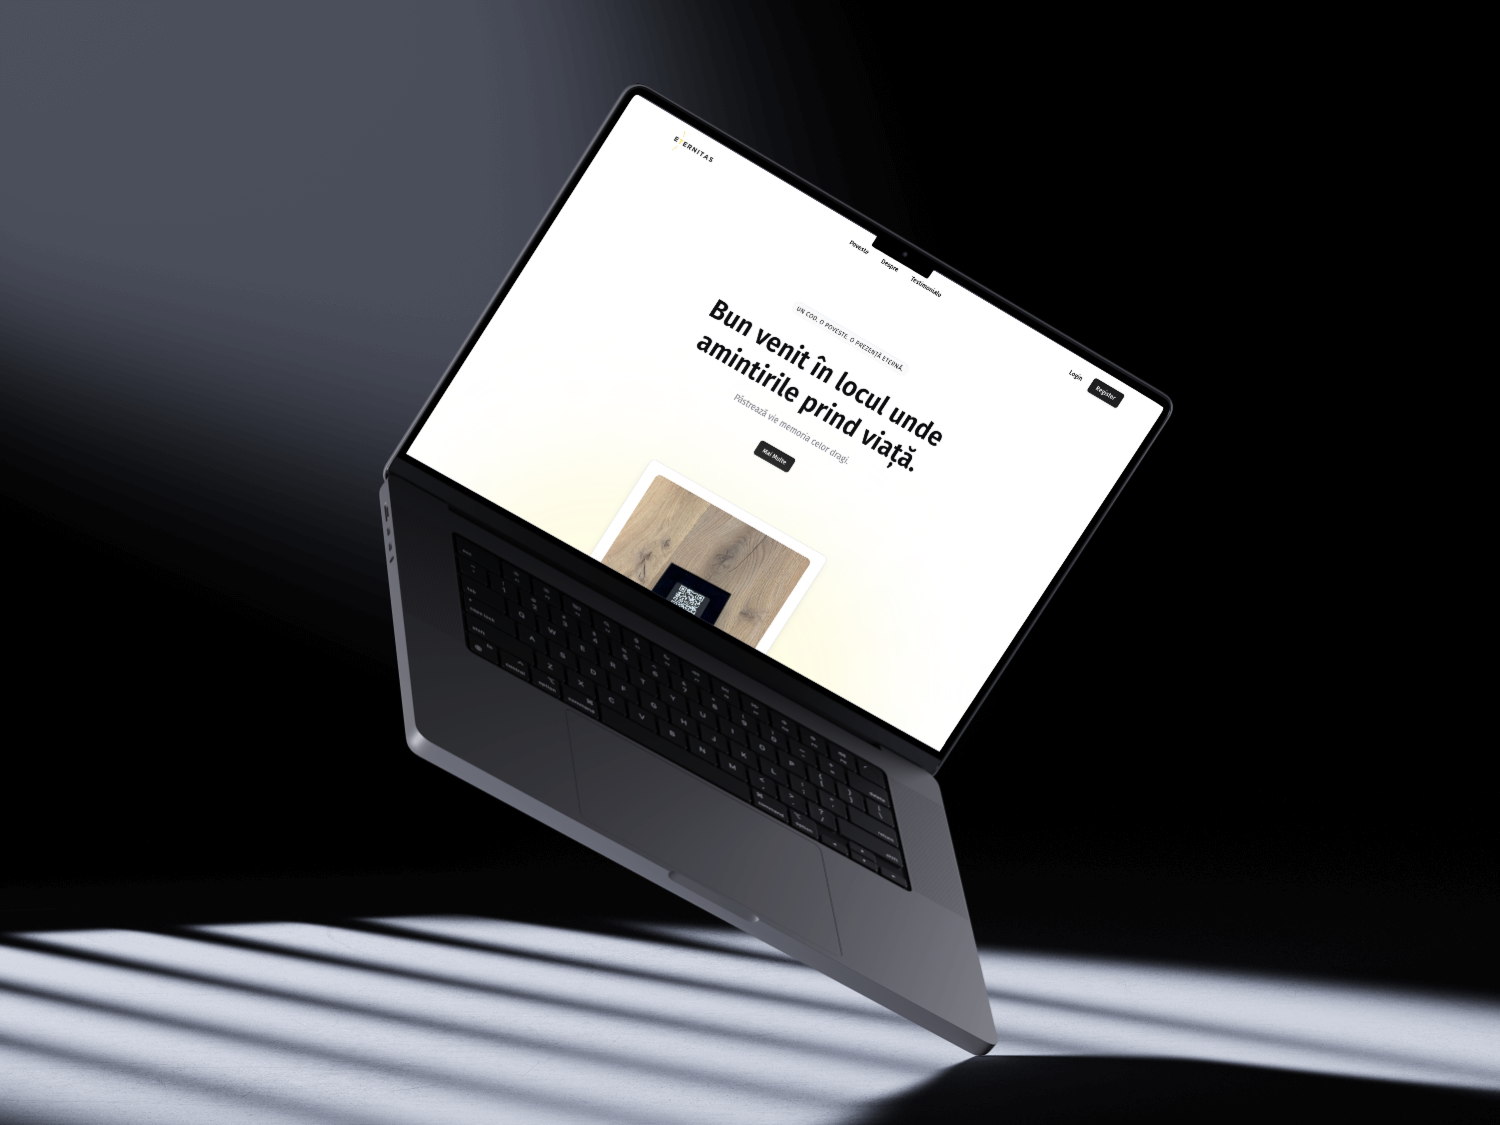 ETERNITAS
Poveste
Despre
Testimoniale
Login
Register
UN COD, O POVESTE, O PREZENȚĂ ETERNĂ.
Bun venit în locul unde
amintirile prind viață.
Păstrează vie memoria celor dragi.
Mai Multe
Q W E R T Y U I O P
A S D F G H J K L
Z X C V B N M